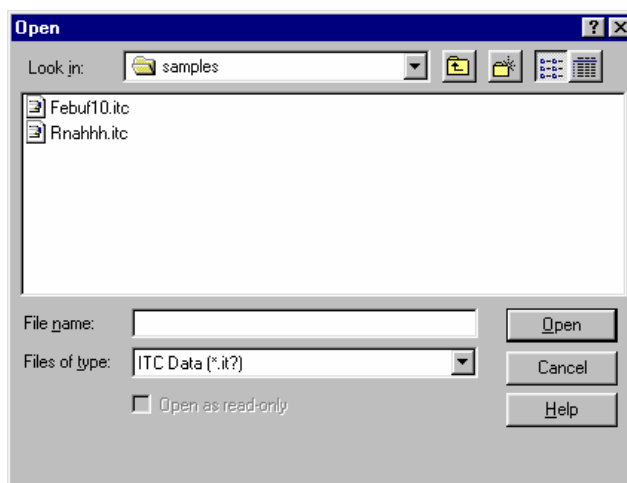 Open
Look in: samples
Febuf10.itc
Rnahhh.itc
File name: Open
Files of type: ITC Data (*.it?) Cancel
Open as read-only Help